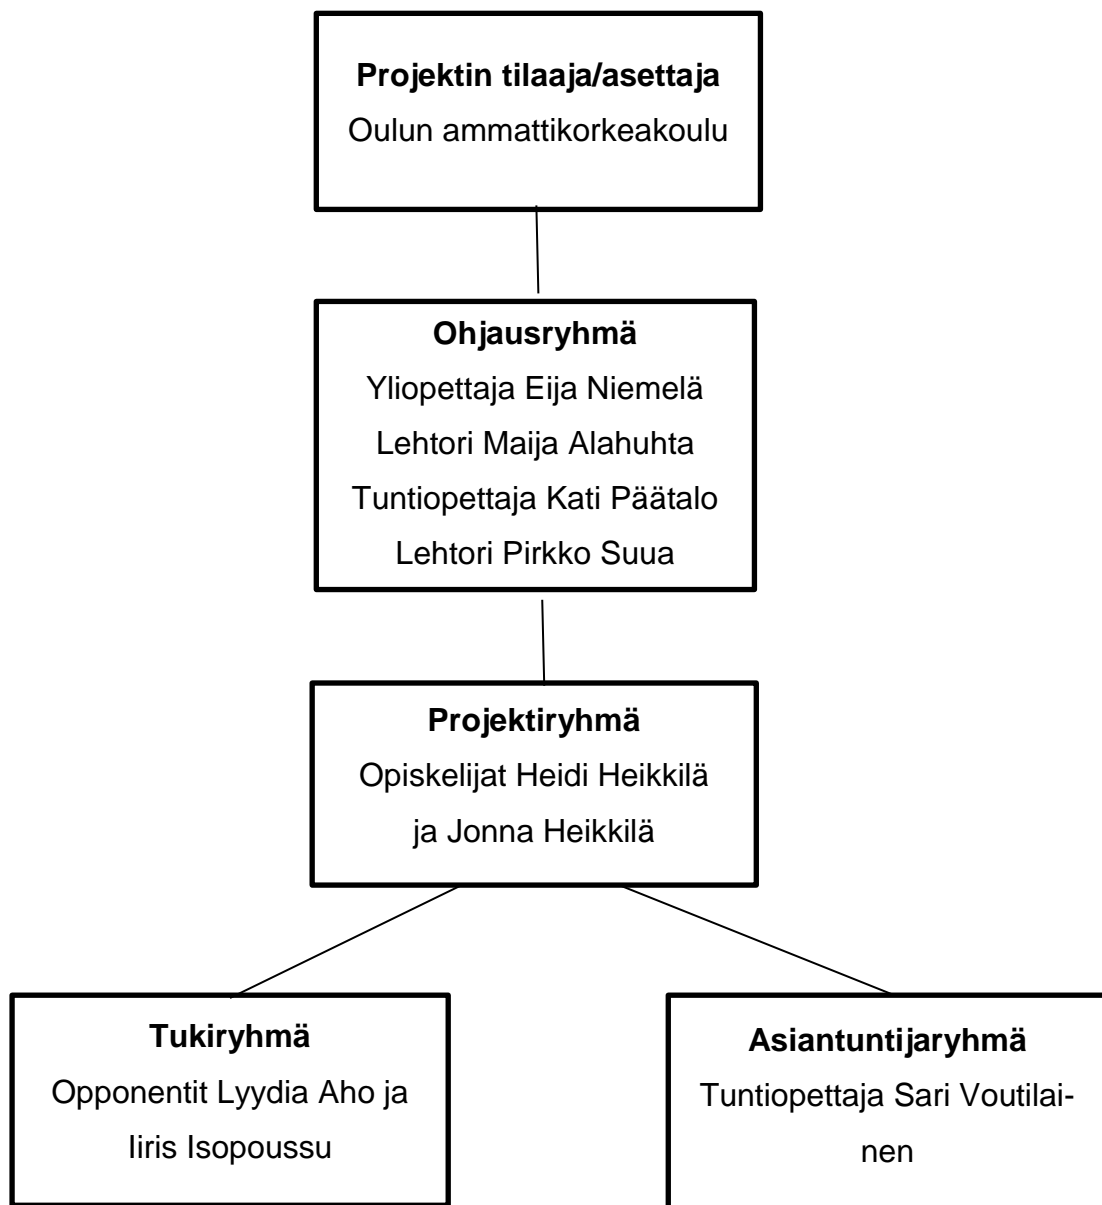 Projektin tilaaja/asettaja
Oulun ammattikorkeakoulu
Ohjausryhmä
Yliopettaja Eija Niemelä
Lehtori Maija Alahuhta
Tuntiopettaja Kati Päätalo
Lehtori Pirkko Suua
Projektiryhmä
Opiskelijat Heidi Heikkilä
ja Jonna Heikkilä
Tukiryhmä
Opponentit Lyydia Aho ja
Iiris Isopoussu
Asiantuntijaryhmä
Tuntiopettaja Sari Voutilai-
nen